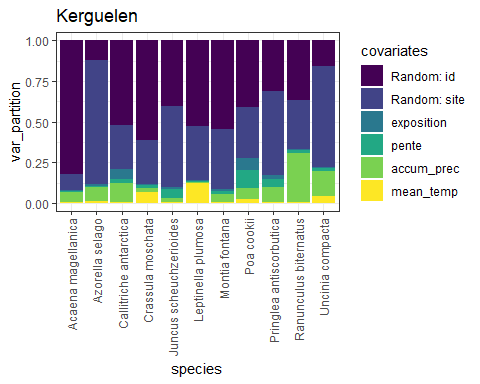 Kerguelen
var_partition
1.00
0.75
0.50
0.25
0.00
Acaena magellanica
Azorella selago
Callitriche antarctica
Crassula moschata
Juncus scheuchzerioides
Leptinella plumosa
Montia fontana
Poa cookii
Pringlea antiscorbutica
Ranunculus biternatus
Uncinia compacta
species
covariates
Random: id
Random: site
exposition
pente
accum_prec
mean_temp